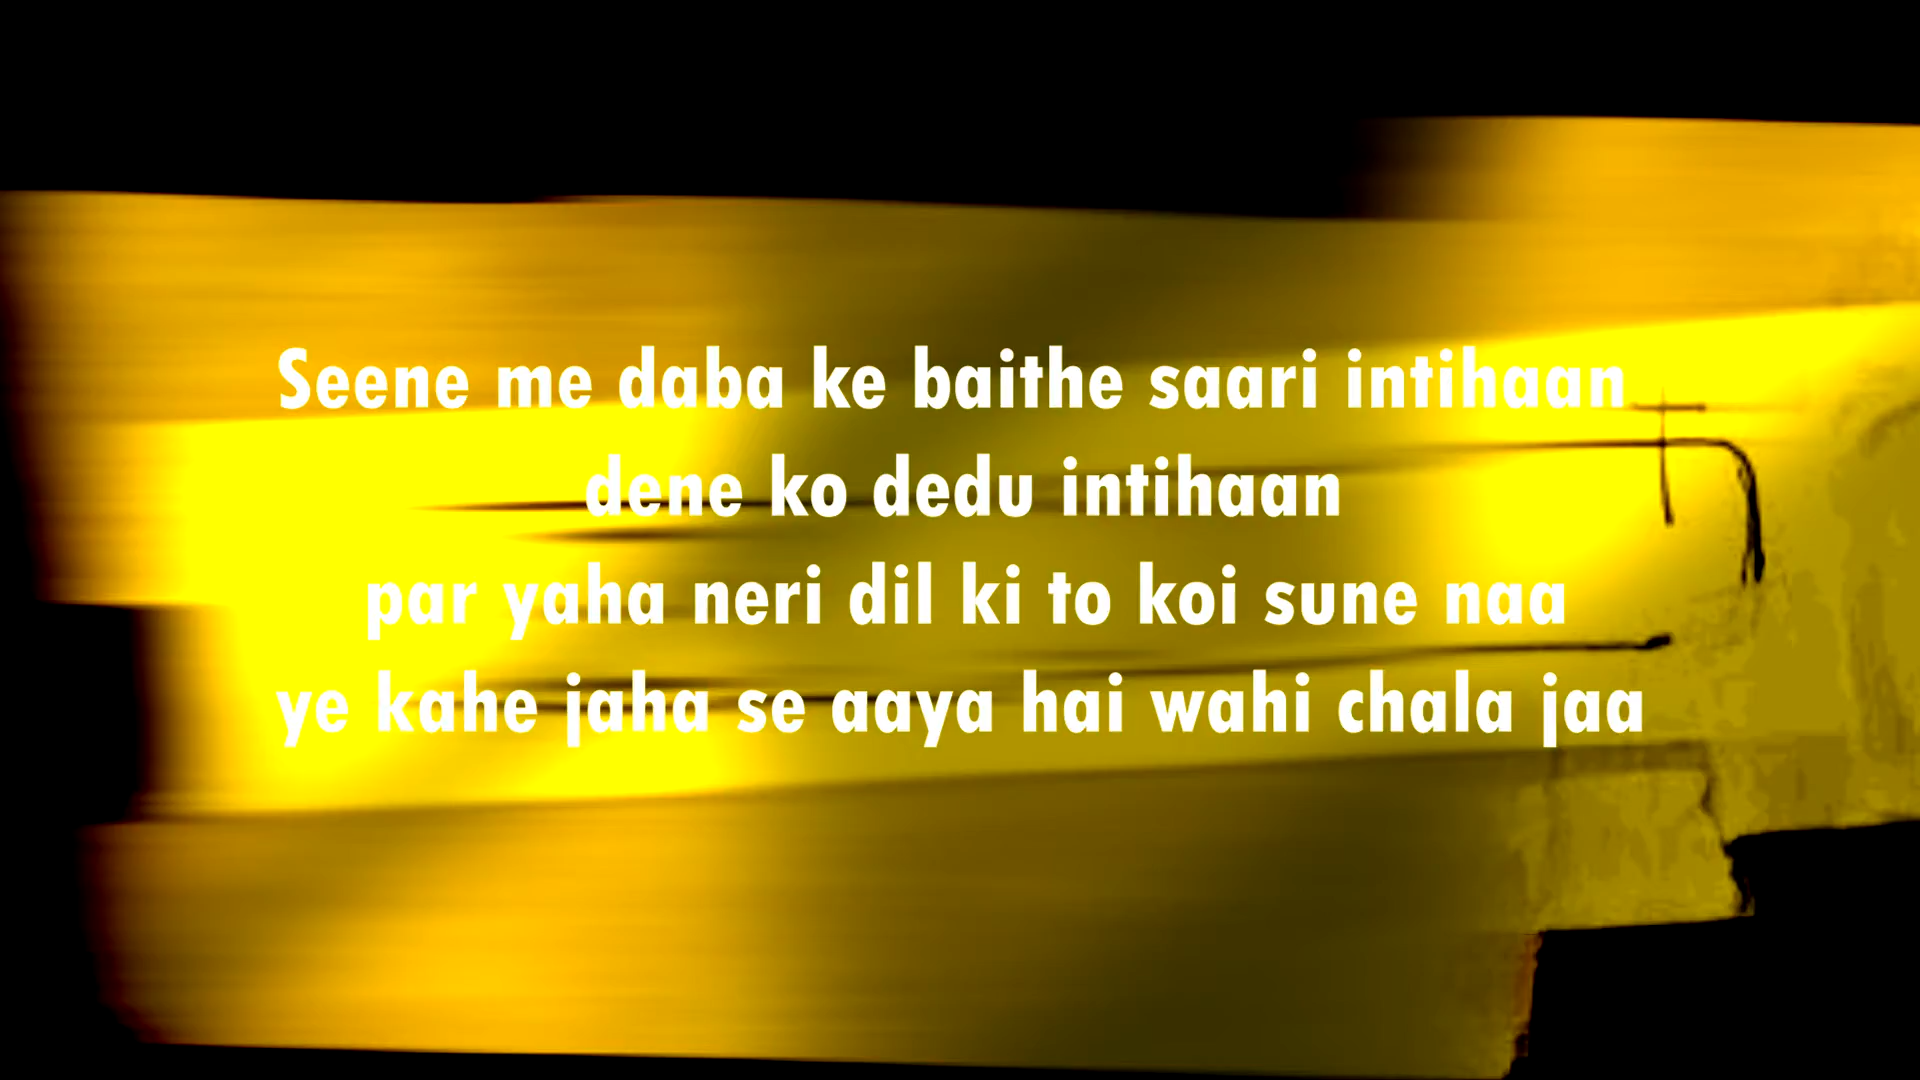 Seene me daba ke baithe saari intihaan
dene ko dedu intihaan
par yaha neri dil ki to koi sune naa
ye kahe jaha se aaya hai wahi chala jaa